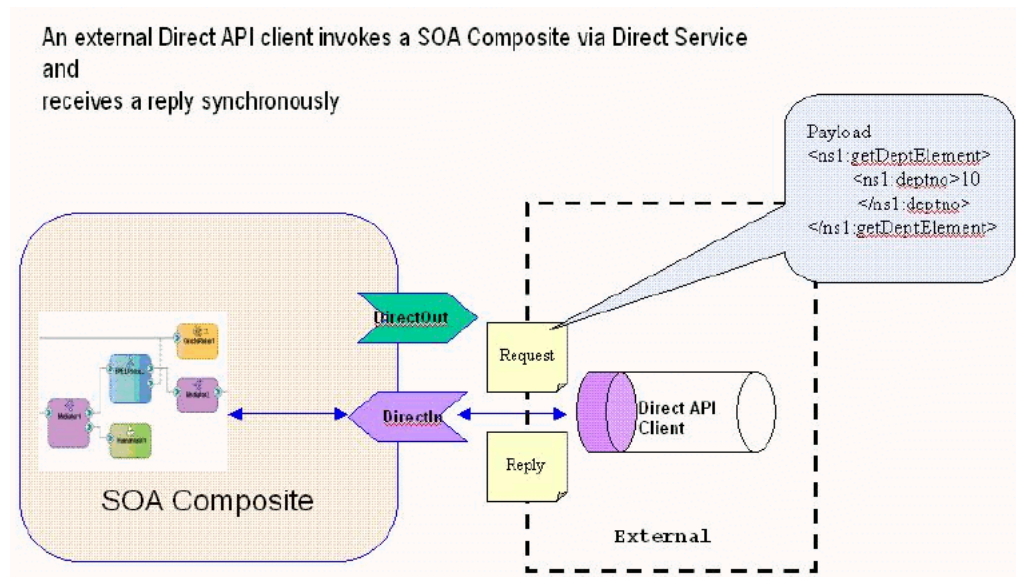 An external Direct API client invokes a SOA Composite via Direct Service
and
receives a reply synchronously
Payload
<ns1:getDeptElement>
<ns1:deptno>10
</ns1:deptno>
</ns1:getDeptElement>
DirectOut
Request
DirectIn
Direct API
Client
Reply
SOA Composite
External